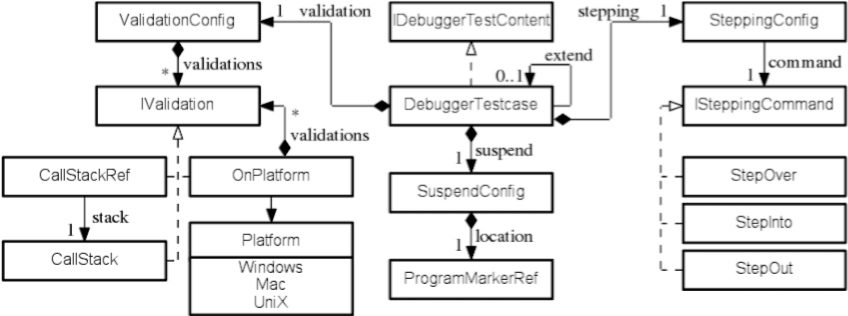 ValidationConfig
1 validation
IDebuggerTestContent
stepping 1
SteppingConfig
validations
*
extend
0..1
command
1
IValidation
*
validations
DebuggerTestcase
ISteppingCommand
suspend
1
CallStackRef
OnPlatform
SuspendConfig
StepOver
stack
1
Platform
location
1
StepInto
CallStack
Windows
Mac
UniX
ProgramMarkerRef
StepOut